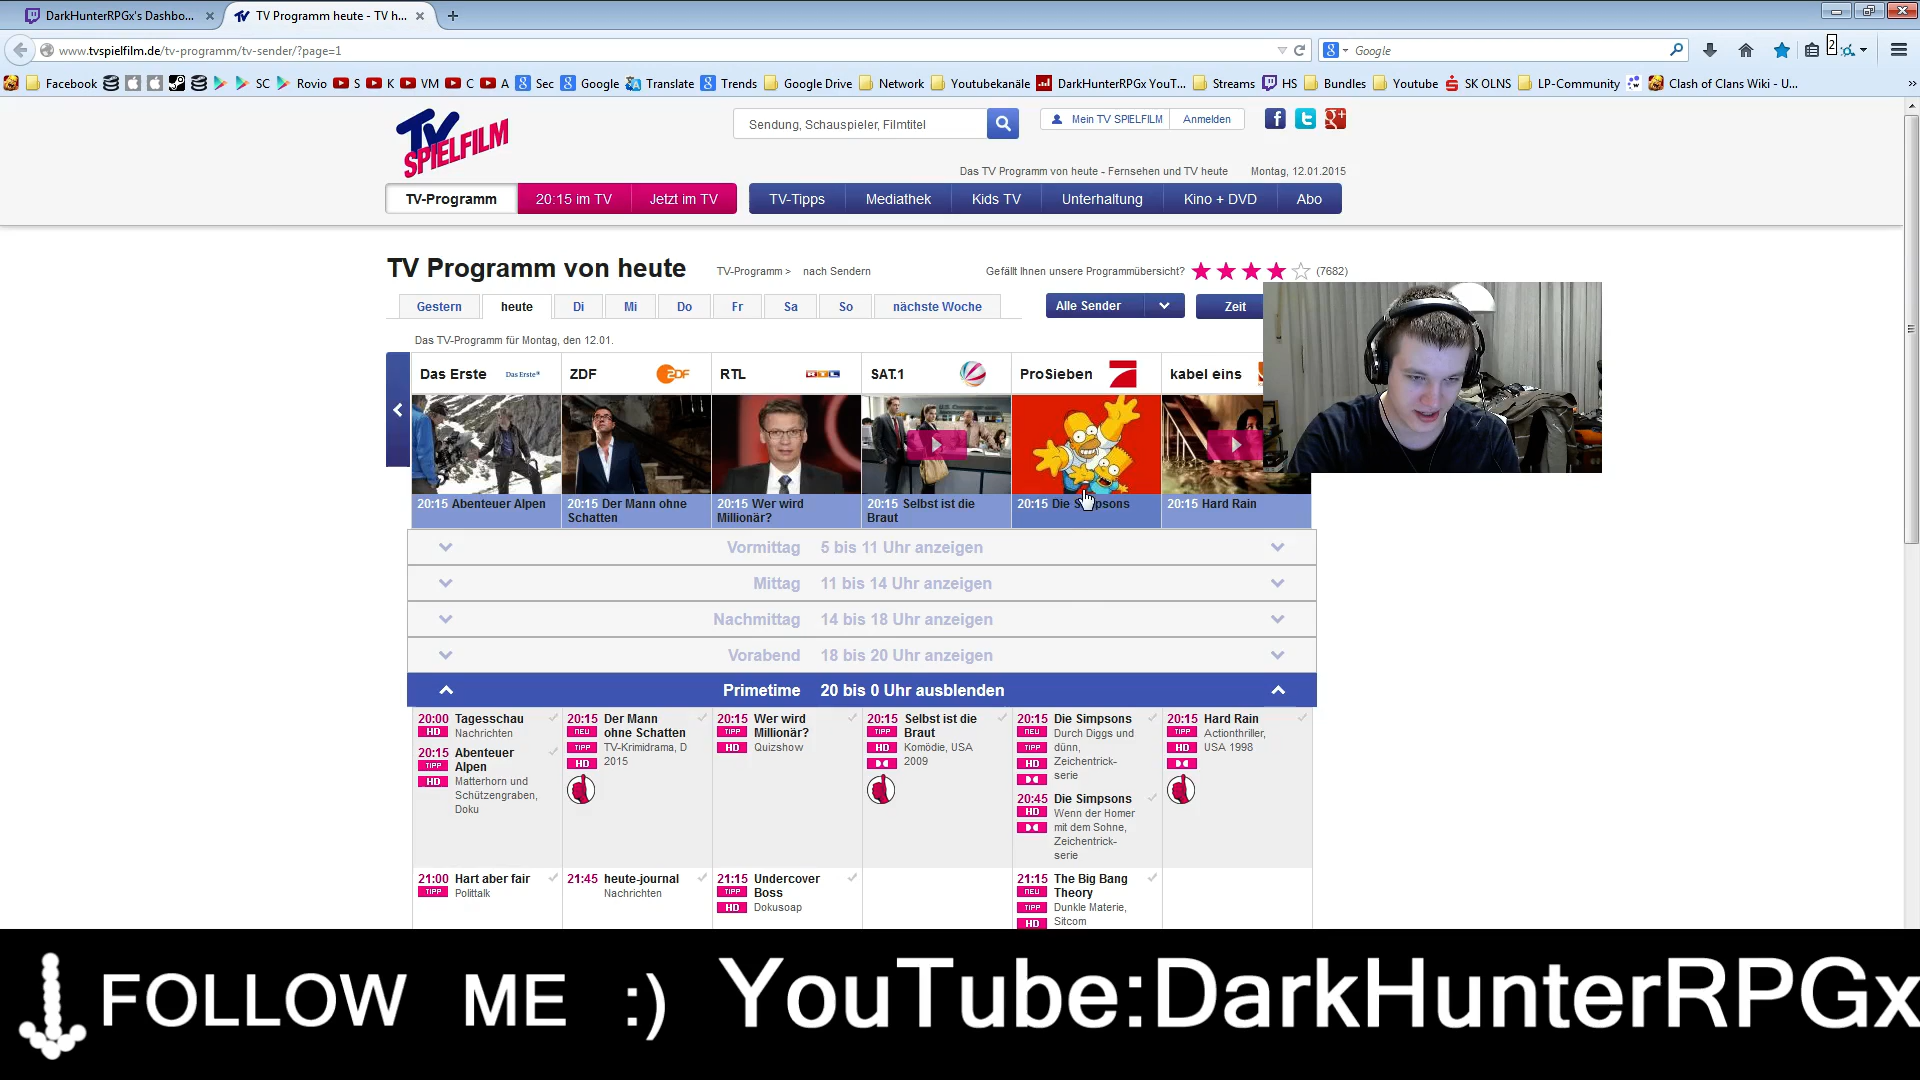 DarkHunterRPGx's Dashbo...
TV Programm heute - TV h...
www.tvspielfilm.de/tv-programm/tv-sender/?page=1
Google
2
Facebook
SC
Rovio
S
K
VM
C
A
Sec
Google
Translate
Trends
Google Drive
Network
Youtubekanäle
DarkHunterRPGx YouT...
Streams
HS
Bundles
Youtube
SK OLNS
LP-Community
Clash of Clans Wiki - U...
TV
SPIELFILM
Sendung, Schauspieler, Filmtitel
Mein TV SPIELFILM
Anmelden
Das TV Programm von heute - Fernsehen und TV heute
Montag, 12.01.2015
TV-Programm
20:15 im TV
Jetzt im TV
TV-Tipps
Mediathek
Kids TV
Unterhaltung
Kino + DVD
Abo
TV Programm von heute
TV-Programm > nach Sendern
Gefällt Ihnen unsere Programmübersicht?
(7682)
Gestern
heute
Di
Mi
Do
Fr
Sa
So
nächste Woche
Alle Sender
Zeit
Das TV-Programm für Montag, den 12.01.
Das Erste
Das Erste
ZDF
ZDF
RTL
RTL
SAT.1
ProSieben
kabel eins
20:15 Abenteuer Alpen
20:15 Der Mann ohne
Schatten
20:15 Wer wird
Millionär?
20:15 Selbst ist die
Braut
20:15 Die Simpsons
20:15 Hard Rain
Vormittag 5 bis 11 Uhr anzeigen
Mittag 11 bis 14 Uhr anzeigen
Nachmittag 14 bis 18 Uhr anzeigen
Vorabend 18 bis 20 Uhr anzeigen
Primetime 20 bis 0 Uhr ausblenden
20:00 Tagesschau
HD Nachrichten
20:15 Abenteuer
TIPP Alpen
HD Matterhorn und
Schützengraben,
Doku
20:15 Der Mann
NEU ohne Schatten
TIPP TV-Krimidrama, D
HD 2015
20:15 Wer wird
TIPP Millionär?
HD Quizshow
20:15 Selbst ist die
TIPP Braut
HD Komödie, USA
2009
20:15 Die Simpsons
NEU Durch Diggs und
TIPP dünn,
HD Zeichentrick-
serie
20:45 Die Simpsons
HD Wenn der Homer
mit dem Sohne,
Zeichentrick-
serie
20:15 Hard Rain
TIPP Actionthriller,
HD USA 1998
21:00 Hart aber fair
TIPP Polittalk
21:45 heute-journal
Nachrichten
21:15 Undercover
TIPP Boss
HD Dokusoap
21:15 The Big Bang
NEU Theory
TIPP Dunkle Materie,
HD Sitcom
FOLLOW ME :) YouTube:DarkHunterRPGx